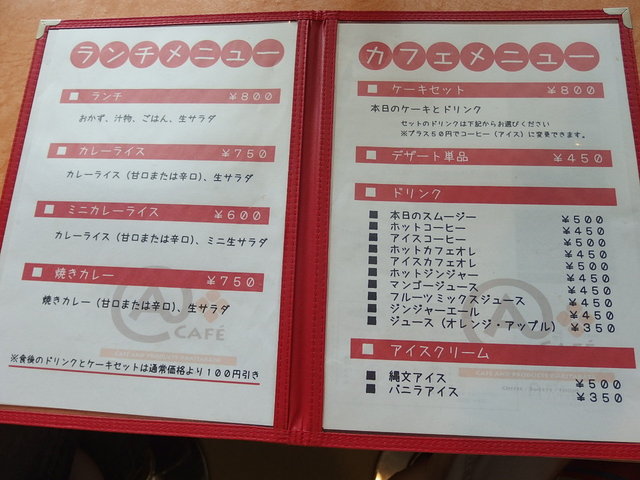 ランチメニュー
■ ランチ ￥８００
おかず、汁物、ごはん、生サラダ
■ カレーライス ￥７５０
カレーライス（甘口または辛口）、生サラダ
■ ミニカレーライス ￥６００
カレーライス（甘口または辛口）、ミニ生サラダ
■ 焼きカレー ￥７５０
焼きカレー（甘口または辛口）、生サラダ
CAFÉ
※食後のドリンクとケーキセットは通常価格より１００円引き
カフェメニュー
■ ケーキセット ￥８００
本日のケーキとドリンク
セットのドリンクは下記からお選びください
※プラス５０円でコーヒー（アイス）に変更できます。
■ デザート単品 ￥４５０
■ ドリンク
■ 本日のスムージー ￥５００
■ ホットコーヒー ￥４５０
■ アイスコーヒー ￥５００
■ ホットカフェオレ ￥４５０
■ アイスカフェオレ ￥５００
■ ホットジンジャー ￥４５０
■ マンゴージュース ￥４５０
■ フルーツミックスジュース ￥４５０
■ ジンジャーエール ￥４５０
■ ジュース（オレンジ・アップル） ￥３５０
■ アイスクリーム
■ 縄文アイス ￥５００
■ バニラアイス ￥３５０